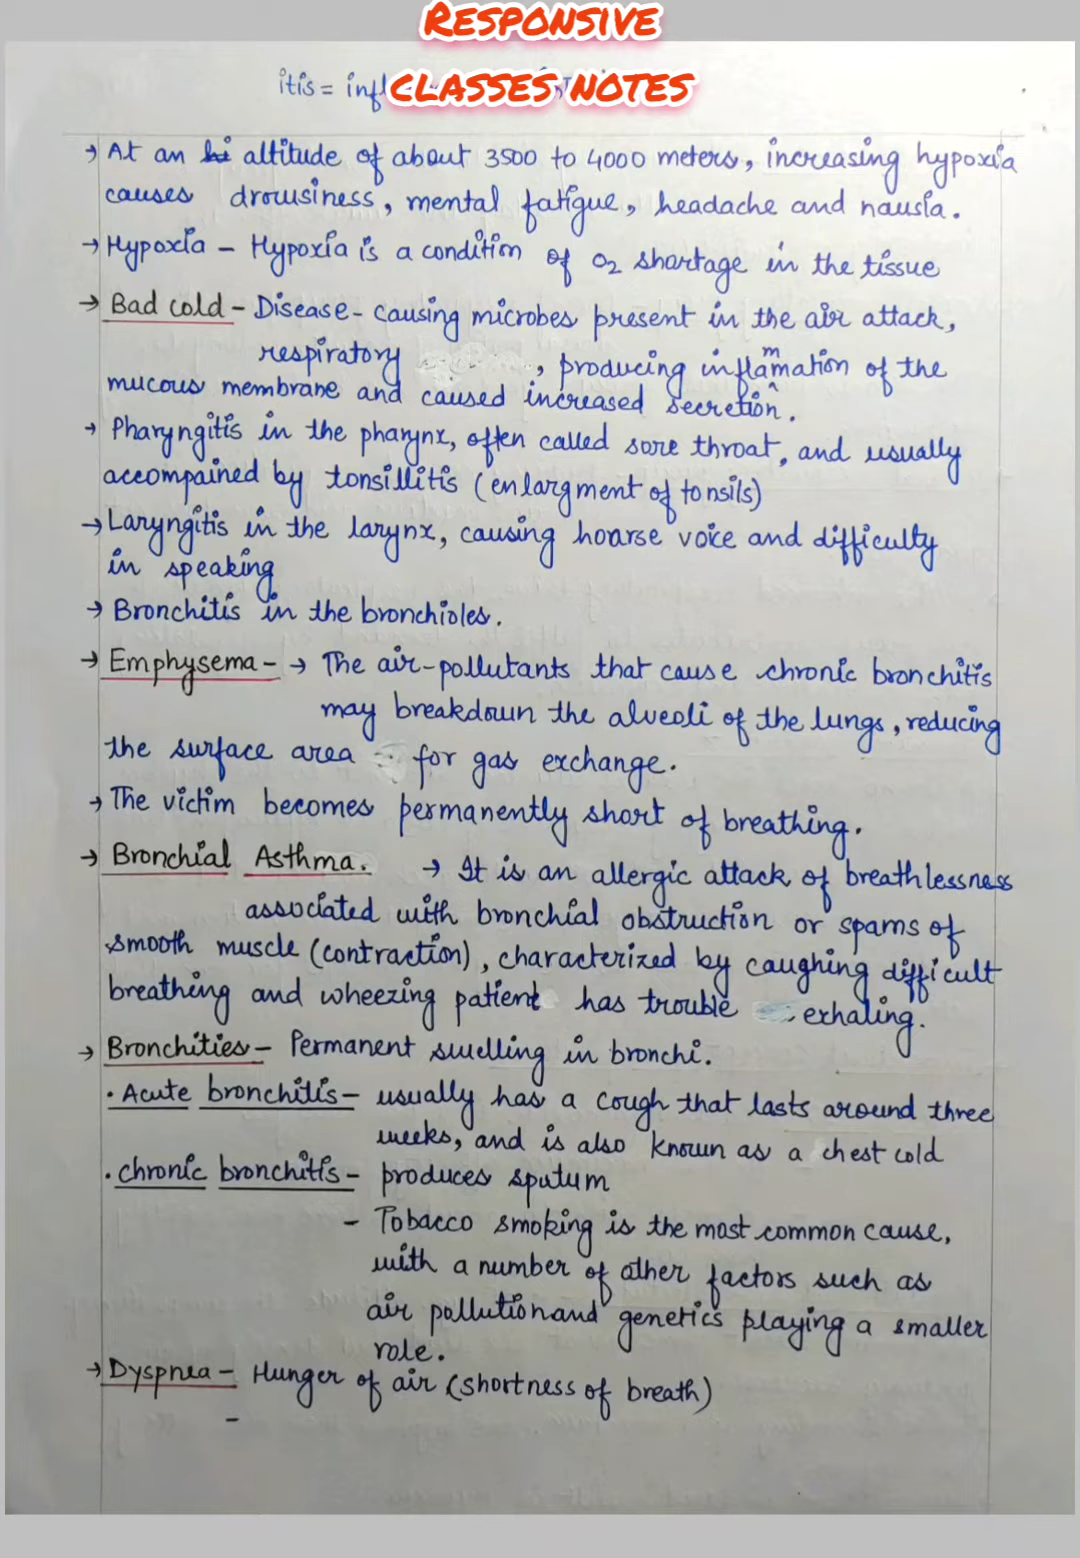 RESPONSIVE
CLASSES NOTES
itis = infl
→ At an altitude of about 3500 to 4000 meters, increasing hypoxia
causes drowsiness, mental fatigue, headache and nausia.
→ Hypoxia – Hypoxia is a condition of O2 shortage in the tissue
→ Bad cold – Disease-causing microbes present in the air attack,
respiratory , producing inflammation of the
mucous membrane and caused increased secretion.
→ Pharyngitis in the pharynx, often called sore throat, and usually
accompained by tonsillitis (enlargment of tonsils)
→ Laryngitis in the larynx, causing hoarse voice and difficulty
in speaking
→ Bronchitis in the bronchioles.
→ Emphysema – → The air-pollutants that cause chronic bronchitis
may breakdown the alveoli of the lungs, reducing
the surface area for gas exchange.
→ The victim becomes permanently short of breathing.
→ Bronchial Asthma. → It is an allergic attack of breathlessness
associated with bronchial obstruction or spams of
smooth muscle (contraction), characterized by caughing difficult
breathing and wheezing patient has trouble exhaling.
→ Bronchities – Permanent swelling in bronchi.
• Acute bronchitis – usually has a cough that lasts around three
weeks, and is also known as a chest cold
• chronic bronchitis – produces sputum
– Tobacco smoking is the most common cause,
with a number of other factors such as
air pollution and genetics playing a smaller
role.
→ Dyspnea – Hunger of air (shortness of breath)
–